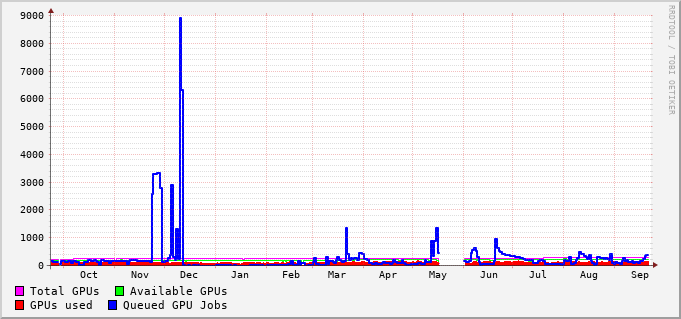 9000
8000
7000
6000
5000
4000
3000
2000
1000
0
Oct Nov Dec Jan Feb Mar Apr May Jun Jul Aug Sep
Total GPUs Available GPUs
GPUs used Queued GPU Jobs
RRDTOOL / TOBI OETIKER